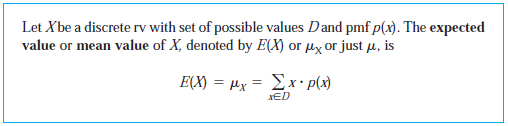 Let X be a discrete rv with set of possible values D and pmf p(x). The expected
value or mean value of X, denoted by E(X) or μX or just μ, is
E(X) = μX = ∑ x · p(x)
x∈D